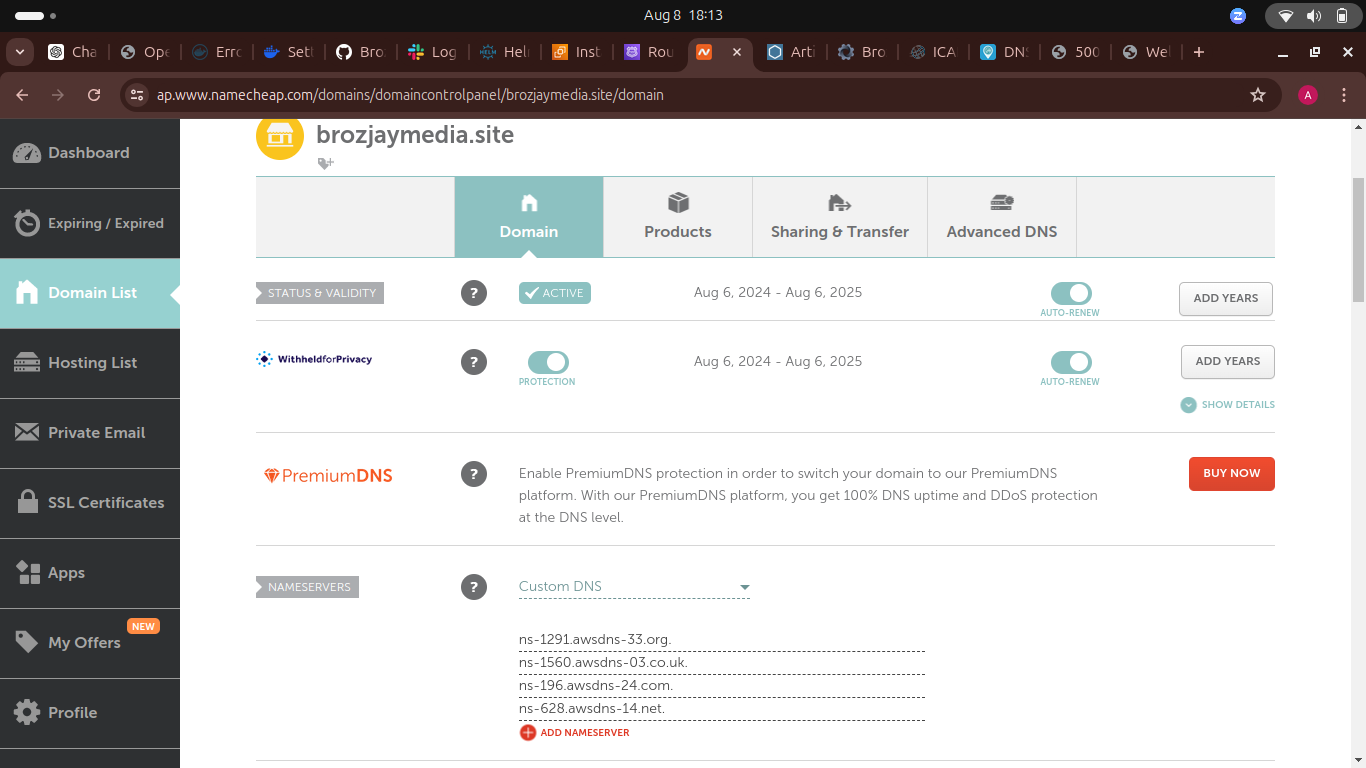 Aug 8 18:13
Cha
Ope
Erro
Sett
Bro
Log
Heln
Inst
Rou
Arti
Bro
ICA
DNS
500
Wel
ap.www.namecheap.com/domains/domaincontrolpanel/brozjaymedia.site/domain
A
Dashboard
Expiring / Expired
Domain List
Hosting List
Private Email
SSL Certificates
Apps
NEW
My Offers
Profile
brozjaymedia.site
Domain
Products
Sharing & Transfer
Advanced DNS
STATUS & VALIDITY
?
ACTIVE
Aug 6, 2024 - Aug 6, 2025
AUTO-RENEW
ADD YEARS
WithheldforPrivacy
?
PROTECTION
Aug 6, 2024 - Aug 6, 2025
AUTO-RENEW
ADD YEARS
SHOW DETAILS
PremiumDNS
?
Enable PremiumDNS protection in order to switch your domain to our PremiumDNS
platform. With our PremiumDNS platform, you get 100% DNS uptime and DDoS protection
at the DNS level.
BUY NOW
NAMESERVERS
?
Custom DNS
ns-1291.awsdns-33.org.
ns-1560.awsdns-03.co.uk.
ns-196.awsdns-24.com.
ns-628.awsdns-14.net.
ADD NAMESERVER